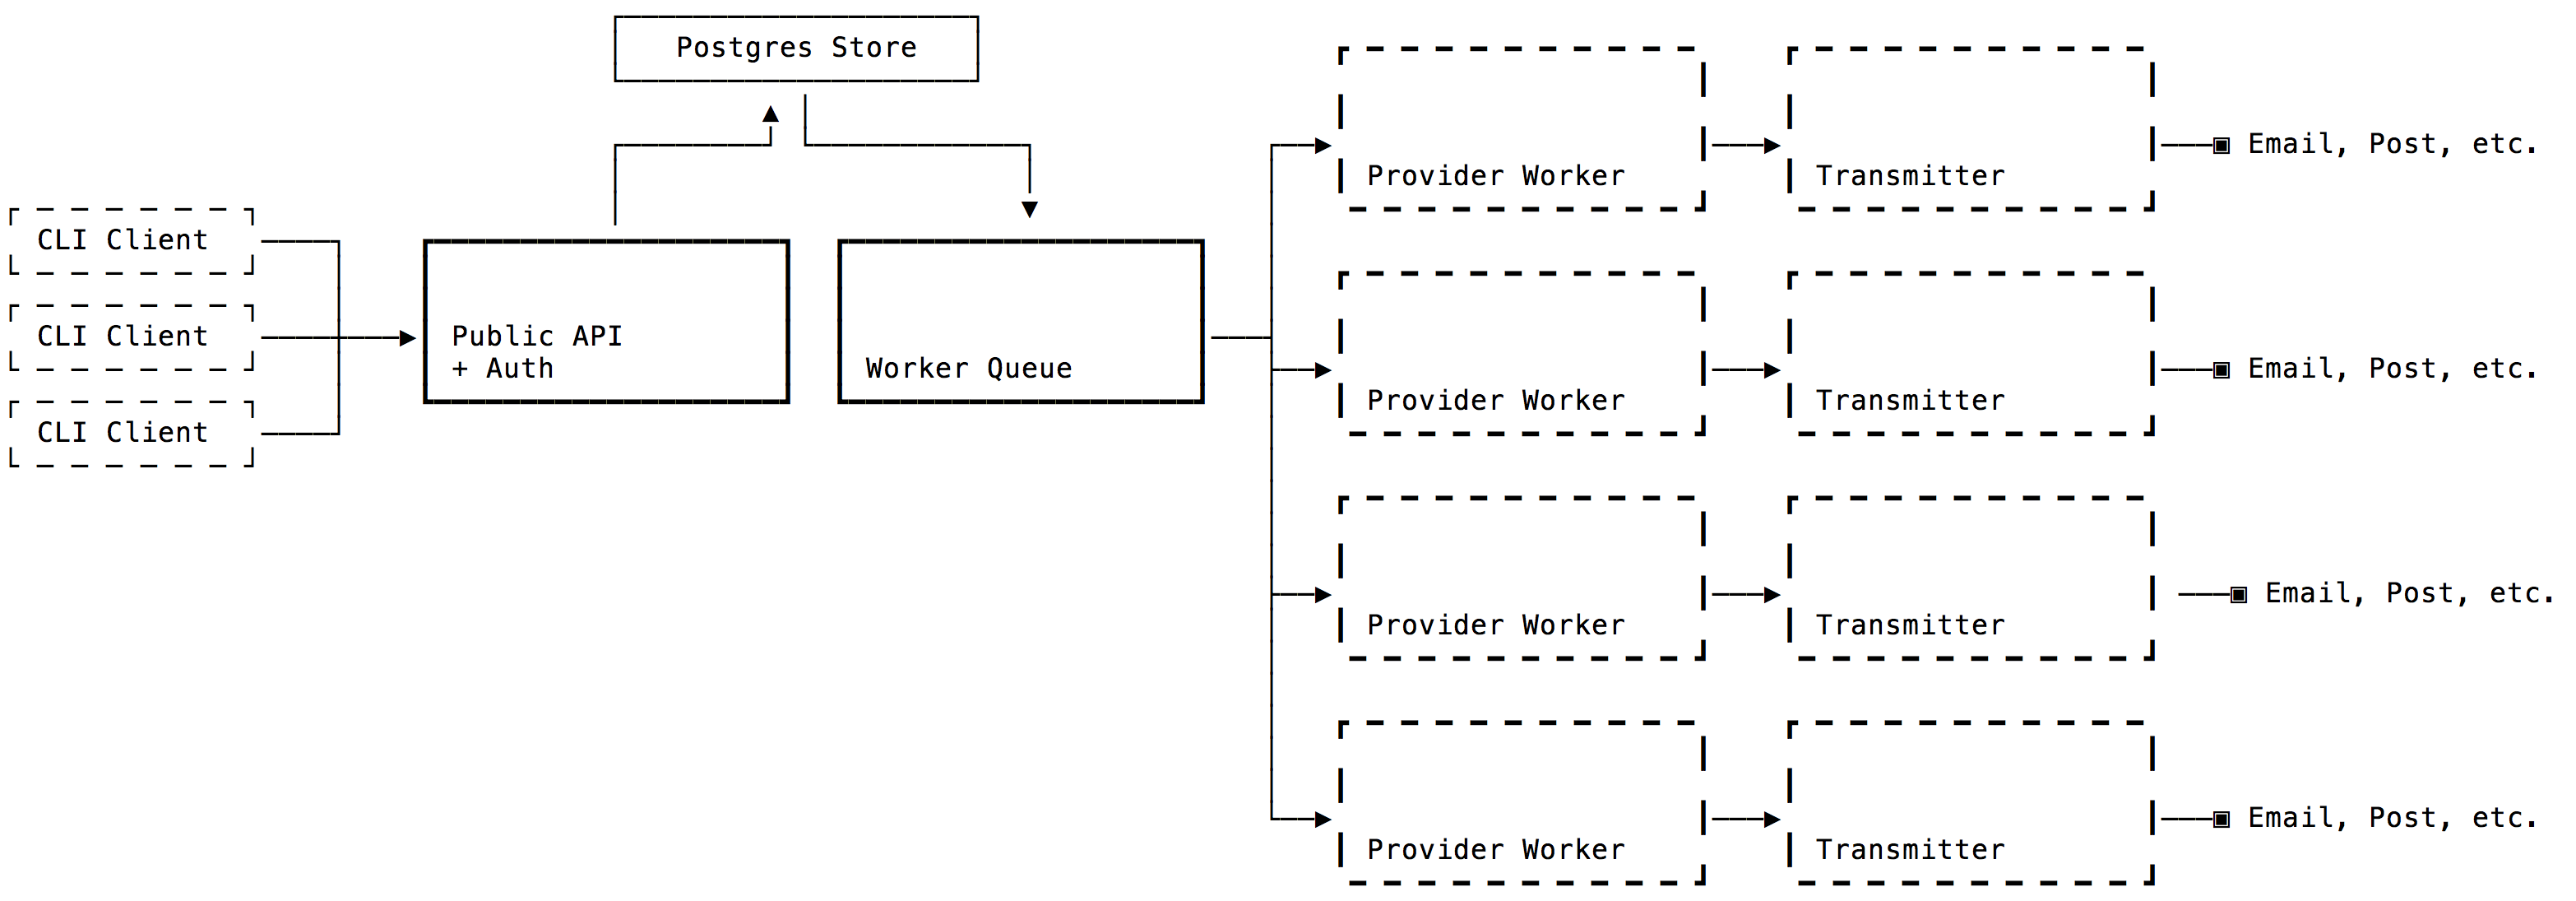 Postgres Store
CLI Client
CLI Client
CLI Client
Public API
+ Auth
Worker Queue
Provider Worker
Transmitter
Email, Post, etc.
Provider Worker
Transmitter
Email, Post, etc.
Provider Worker
Transmitter
Email, Post, etc.
Provider Worker
Transmitter
Email, Post, etc.